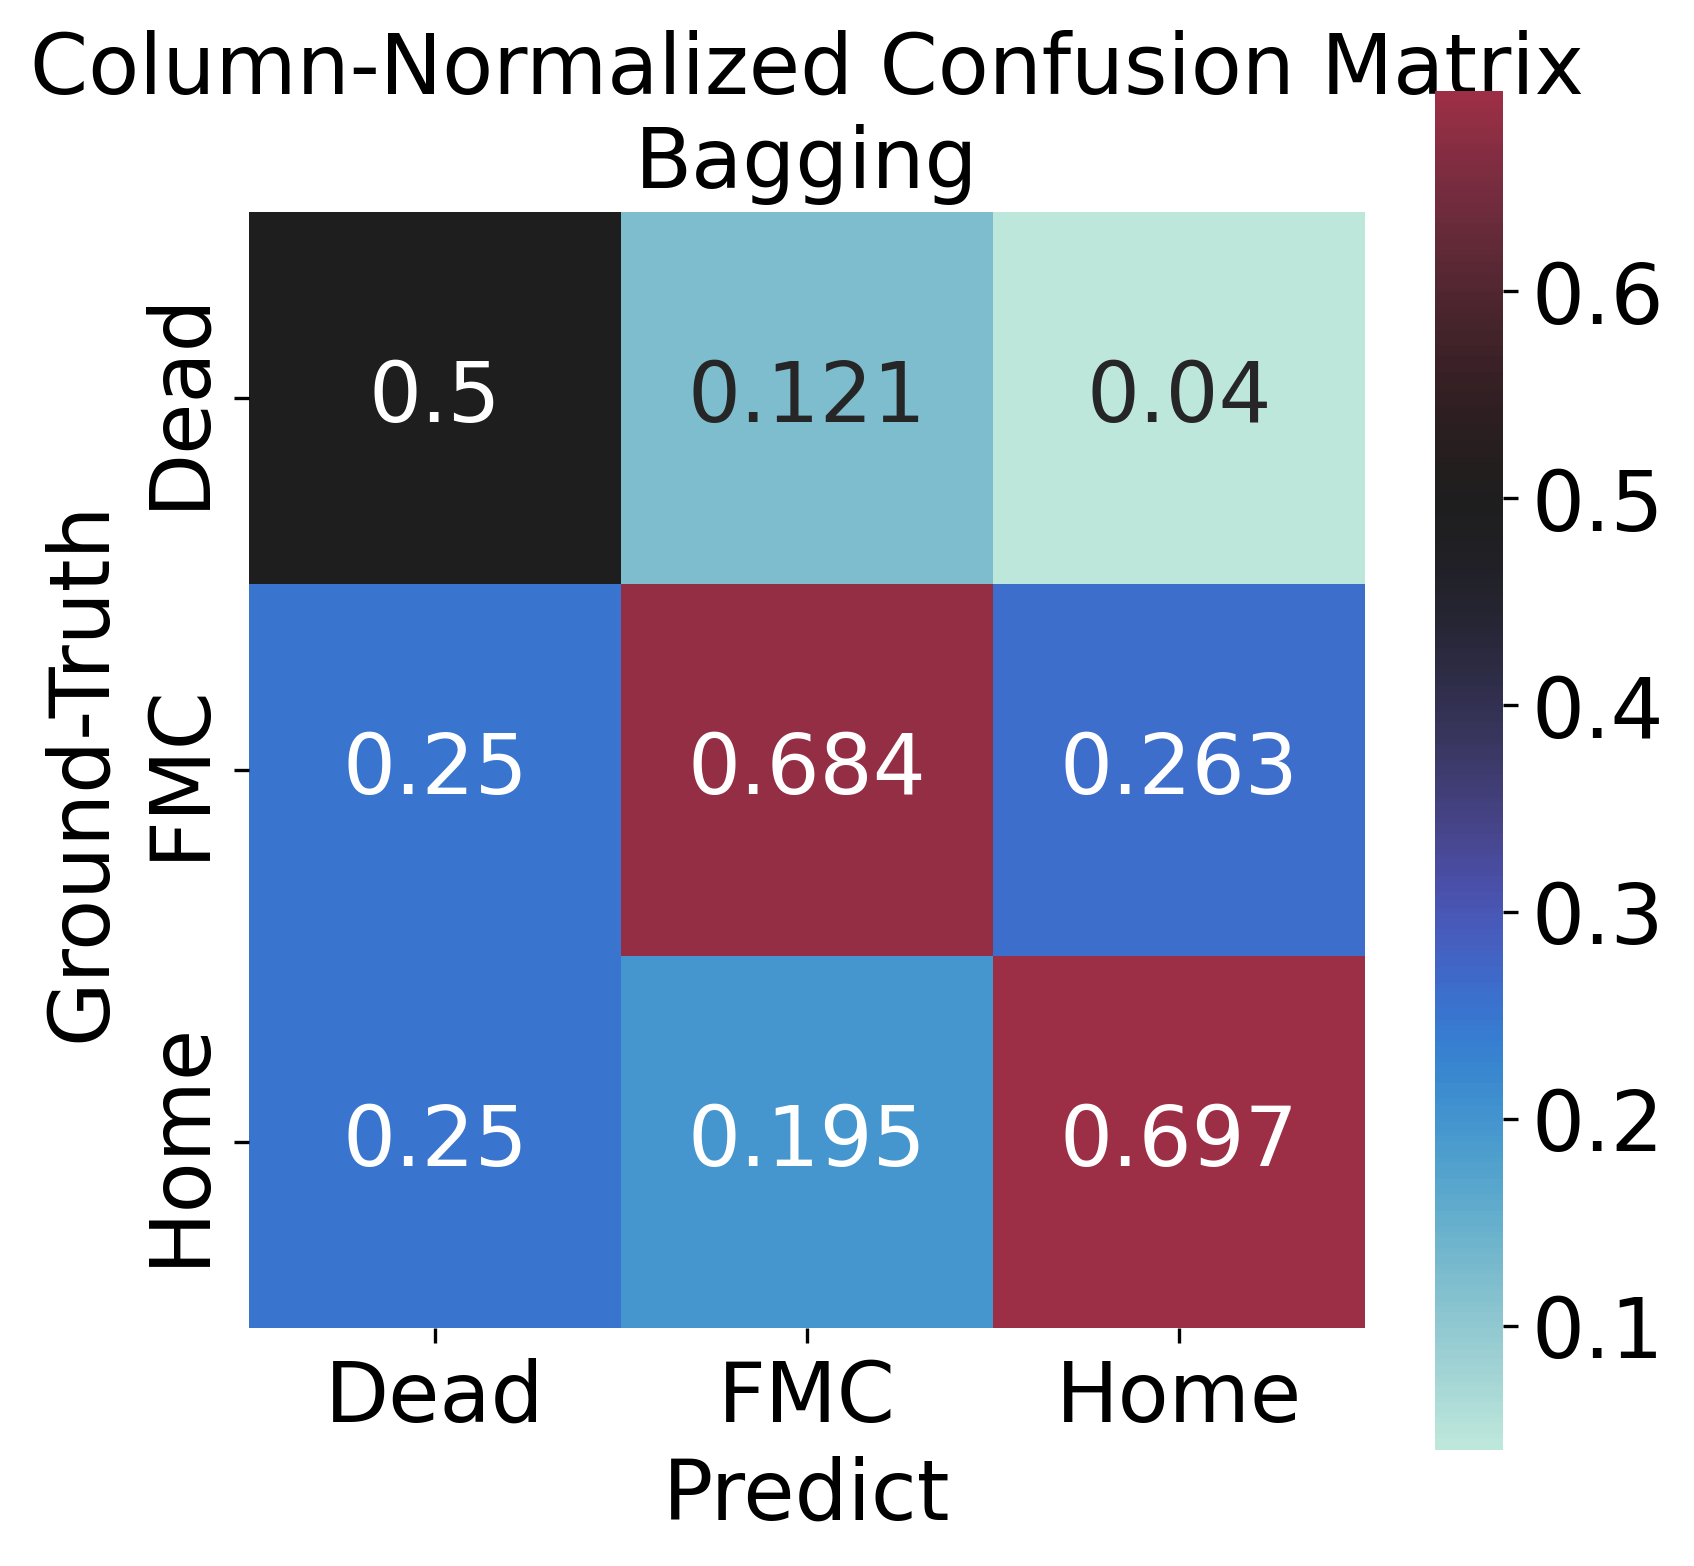 Column-Normalized Confusion Matrix
Bagging
Ground-Truth
Dead
0.5 0.121 0.04
FMC
0.25 0.684 0.263
Home
0.25 0.195 0.697
Dead FMC Home
Predict
0.6
0.5
0.4
0.3
0.2
0.1